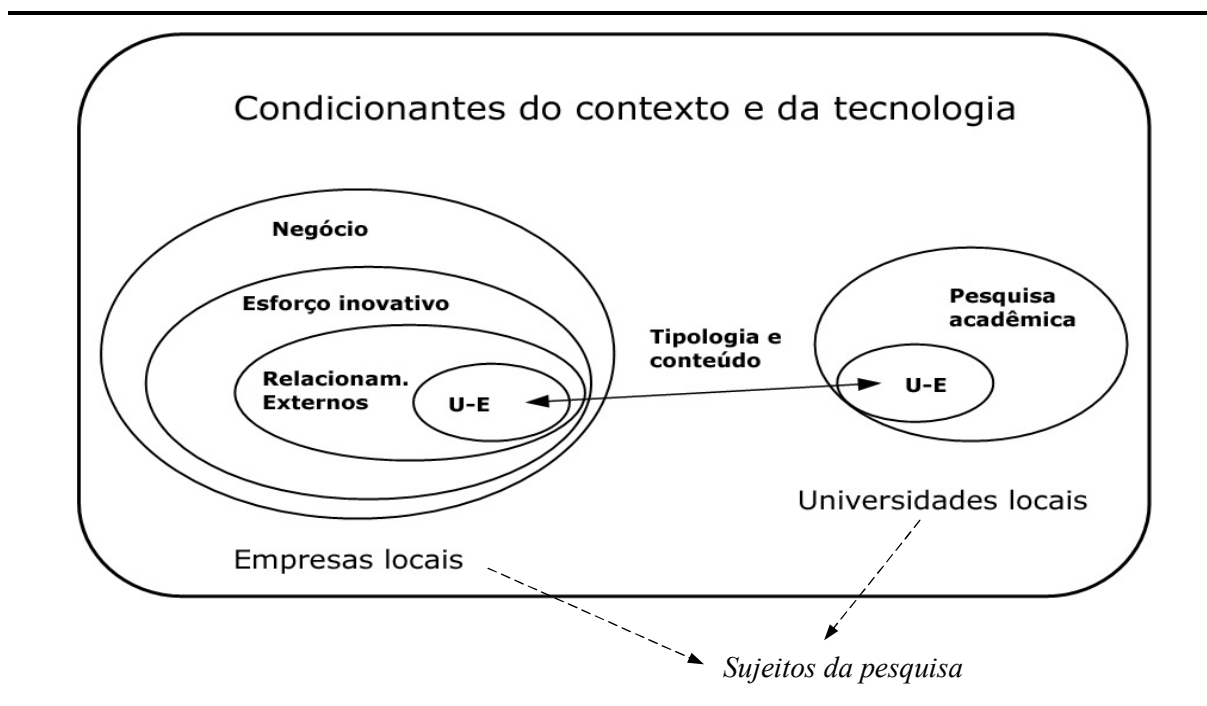 Condicionantes do contexto e da tecnologia
Negócio
Esforço inovativo
Relacionam.
Externos
U-E
Tipologia e
conteúdo
Pesquisa
acadêmica
U-E
Universidades locais
Empresas locais
Sujeitos da pesquisa